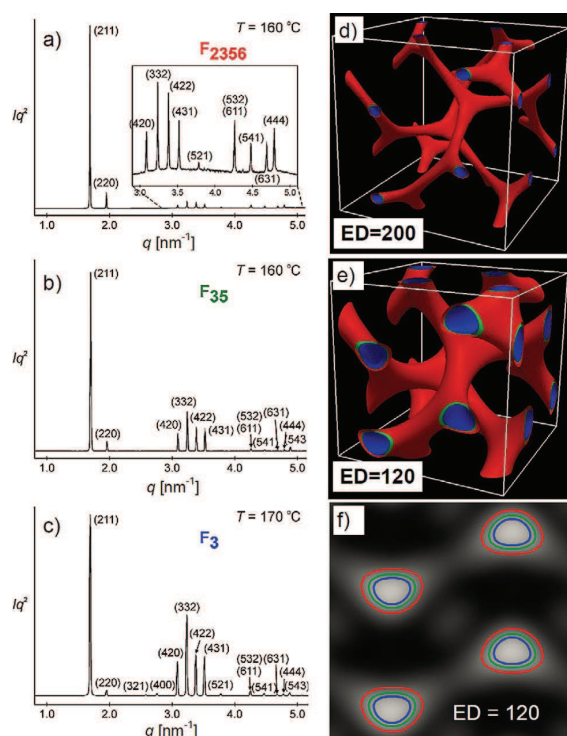 a)
T = 160 °C
(211)
F2356
(332)
(422)
(420)
(431)
(532)
(611)
(444)
(541)
(521)
(631)
3.0 3.5 4.0 4.5 5.0
(220)
Iq²
1.0 2.0 3.0 4.0 5.0
q [nm⁻¹]
b)
T = 160 °C
(211)
F35
(332)
(631)
(532)
(611)
(444)
(220)
(420)
(422)
(431)
(541)
(543
Iq²
1.0 2.0 3.0 4.0 5.0
q [nm⁻¹]
c)
T = 170 °C
(211)
F3
(332)
(422)
(420)
(431)
(631)
(532)
(611)
(444)
(220)
(321)
(400)
(521)
(541)
(543)
Iq²
1.0 2.0 3.0 4.0 5.0
q [nm⁻¹]
d)
ED=200
e)
ED=120
f)
ED = 120